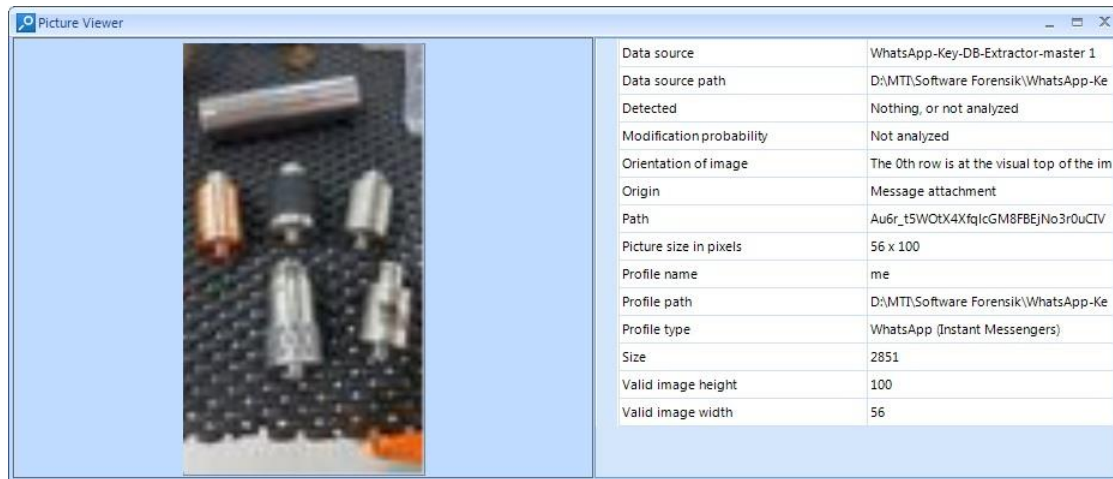 Picture Viewer
Data source WhatsApp-Key-DB-Extractor-master 1
Data source path D:\MTI\Software Forensik\WhatsApp-Ke
Detected Nothing, or not analyzed
Modification probability Not analyzed
Orientation of image The 0th row is at the visual top of the im
Origin Message attachment
Path Au6r_t5WOtX4XfqIcGM8FBEjNo3r0uCIV
Picture size in pixels 56 x 100
Profile name me
Profile path D:\MTI\Software Forensik\WhatsApp-Ke
Profile type WhatsApp (Instant Messengers)
Size 2851
Valid image height 100
Valid image width 56